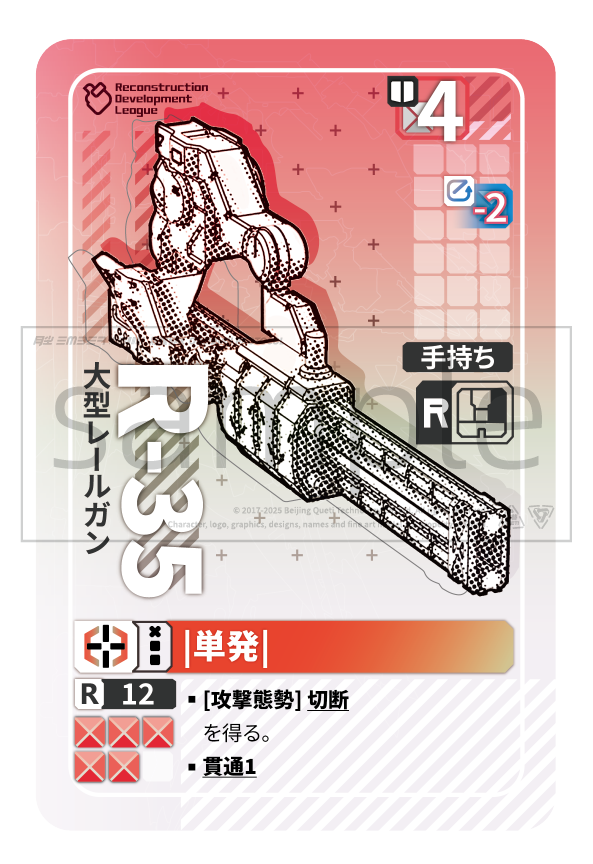 Reconstruction
Development
League
4
-2
手持ち
R
大型レールガン
R-35
sample
© 2017-2025 Beijing Queti Techno
Character, logo, graphics, designs, names and fine art
|単発|
R 12
▪ [攻撃態勢] 切断
を得る。
▪ 貫通1